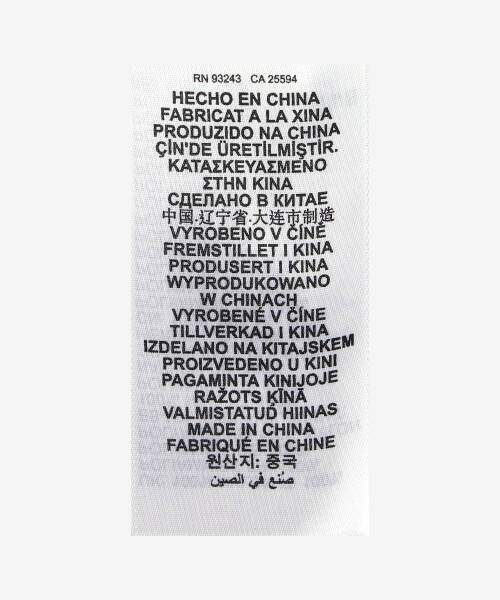 RN 93243 CA 25594
HECHO EN CHINA
FABRICAT A LA XINA
PRODUZIDO NA CHINA
ÇİN'DE ÜRETİLMİŞTİR.
ΚΑΤΑΣΚΕΥΑΣΜΕΝΟ
ΣΤΗΝ ΚΙΝΑ
СДЕЛАНО В КИТАЕ
中国.辽宁省.大连市制造
VYROBENO V ČÍNĚ
FREMSTILLET I KINA
PRODUSERT I KINA
WYPRODUKOWANO
W CHINACH
VYROBENÉ V ČÍNE
TILLVERKAD I KINA
IZDELANO NA KITAJSKEM
PROIZVEDENO U KINI
PAGAMINTA KINIJOJE
RAŽOTS ĶĪNĀ
VALMISTATUD HIINAS
MADE IN CHINA
FABRIQUÉ EN CHINE
원산지: 중국
صُنع في الصين